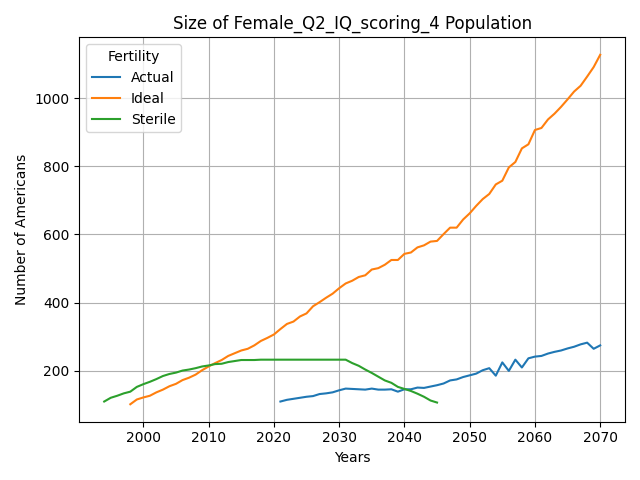 Size of Female_Q2_IQ_scoring_4 Population
Fertility
Actual
Ideal
Sterile
Number of Americans
1000
800
600
400
200
2000 2010 2020 2030 2040 2050 2060 2070
Years